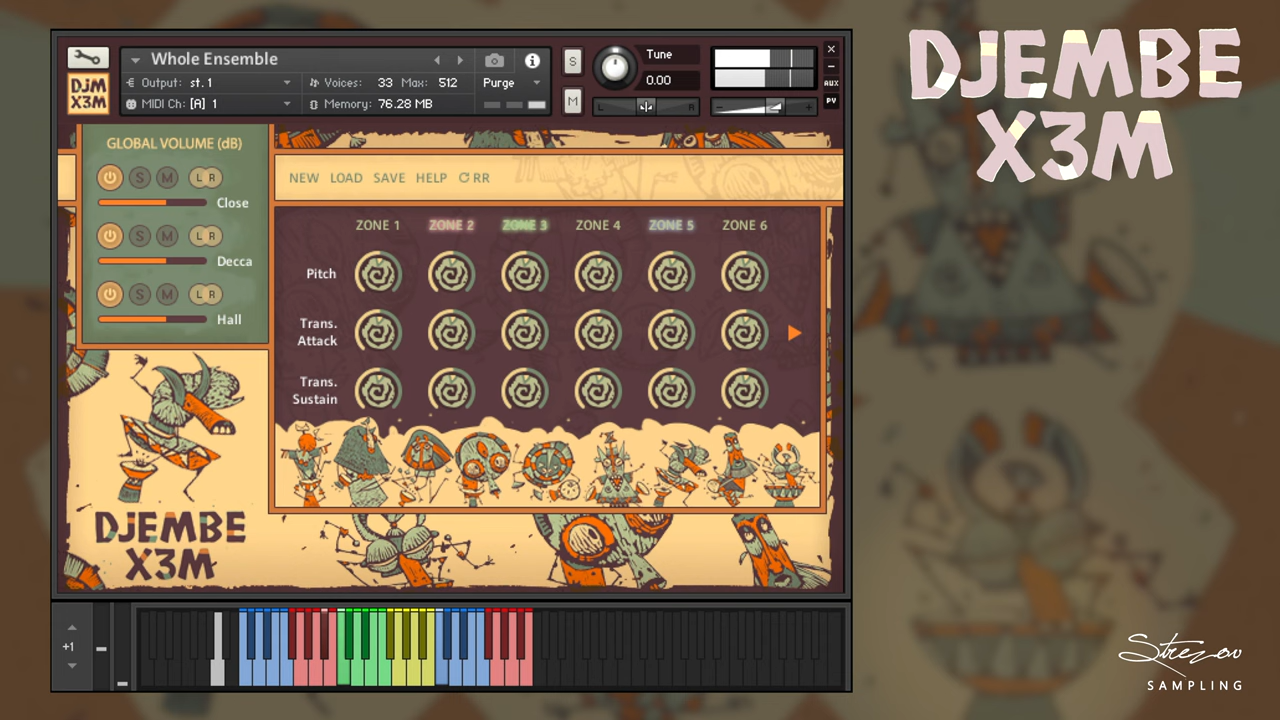 Whole Ensemble
Output: st.1
Voices: 33 Max: 512
Purge
MIDI Ch: [A] 1
Memory: 76.28 MB
DJM
X3M
S
M
Tune
0.00
L R
AUX
PV
GLOBAL VOLUME (dB)
S M L R
Close
S M L R
Decca
S M L R
Hall
NEW LOAD SAVE HELP RR
ZONE 1 ZONE 2 ZONE 3 ZONE 4 ZONE 5 ZONE 6
Pitch
Trans.
Attack
Trans.
Sustain
DJEMBE
X3M
+1
DJEMBE
X3M
Strezov
SAMPLING